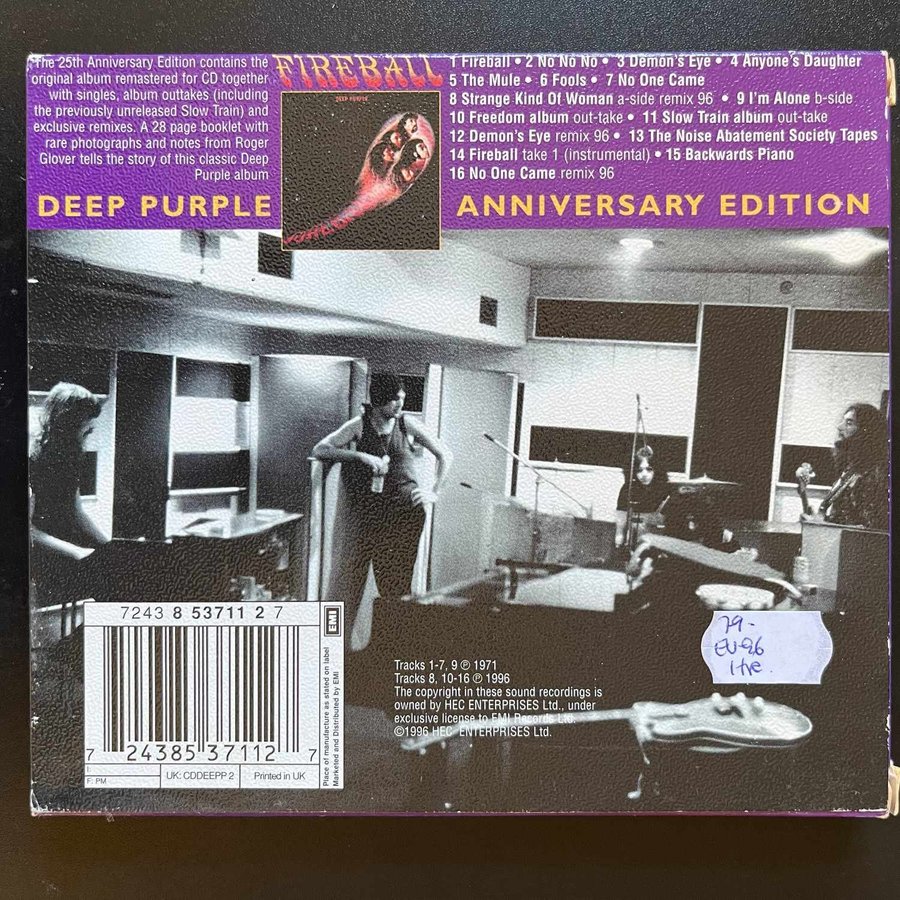 The 25th Anniversary Edition contains the
original album remastered for CD together
with singles, album outtakes (including
the previously unreleased Slow Train) and
exclusive remixes. A 28 page booklet with
rare photographs and notes from Roger
Glover tells the story of this classic Deep
Purple album
DEEP PURPLE
FIREBALL
DEEP PURPLE
1 Fireball • 2 No No No • 3 Demon's Eye • 4 Anyone's Daughter
5 The Mule • 6 Fools • 7 No One Came
8 Strange Kind Of Woman a-side remix 96 • 9 I'm Alone b-side
10 Freedom album out-take • 11 Slow Train album out-take
12 Demon's Eye remix 96 • 13 The Noise Abatement Society Tapes
14 Fireball take 1 (instrumental) • 15 Backwards Piano
16 No One Came remix 96
ANNIVERSARY EDITION
7243 8 53711 2 7
EMI
Place of manufacture as stated on label
Marketed and Distributed by EMI
7 24385 37112 7
I:
F: PM
UK: CDDEEPP 2
Printed in UK
Tracks 1-7, 9 ℗ 1971
Tracks 8, 10-16 ℗ 1996
The copyright in these sound recordings is
owned by HEC ENTERPRISES Ltd., under
exclusive license to EMI Records Ltd.
©1996 HEC ENTERPRISES Ltd.
79-
EU-96